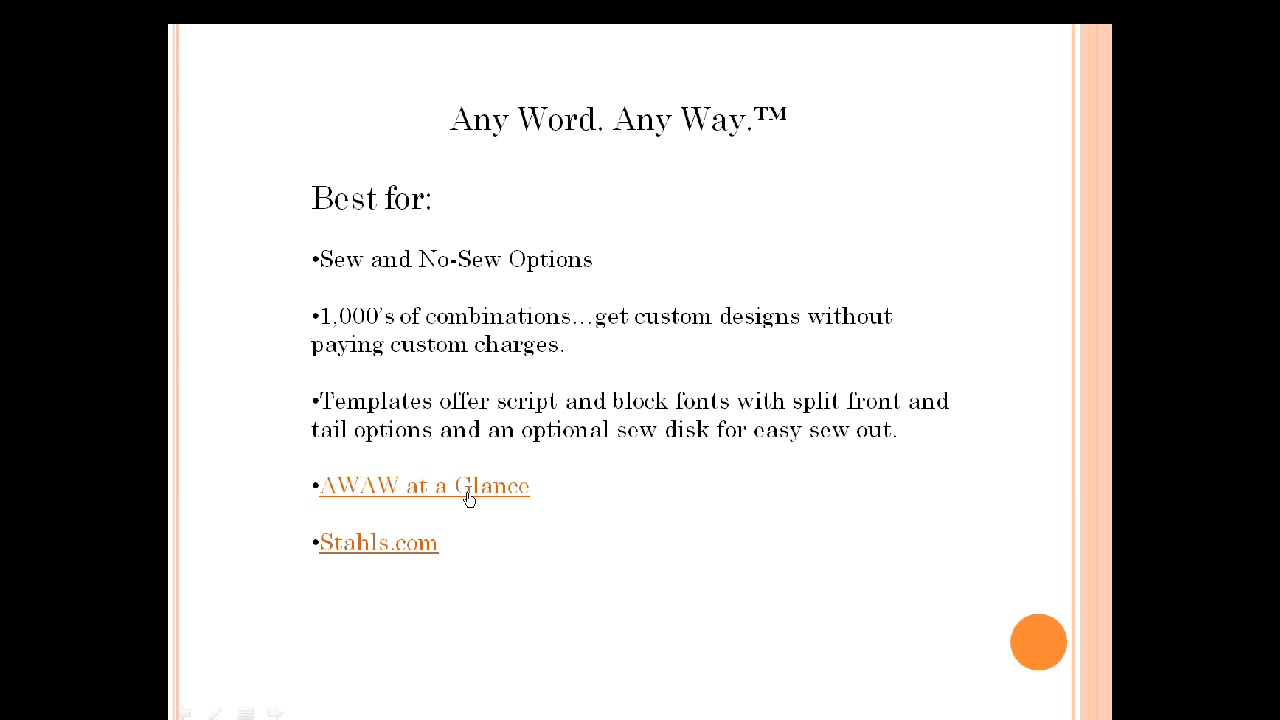 Any Word. Any Way.™
Best for:
•Sew and No-Sew Options
•1,000's of combinations…get custom designs without
paying custom charges.
•Templates offer script and block fonts with split front and
tail options and an optional sew disk for easy sew out.
•AWAW at a Glance
•Stahls.com